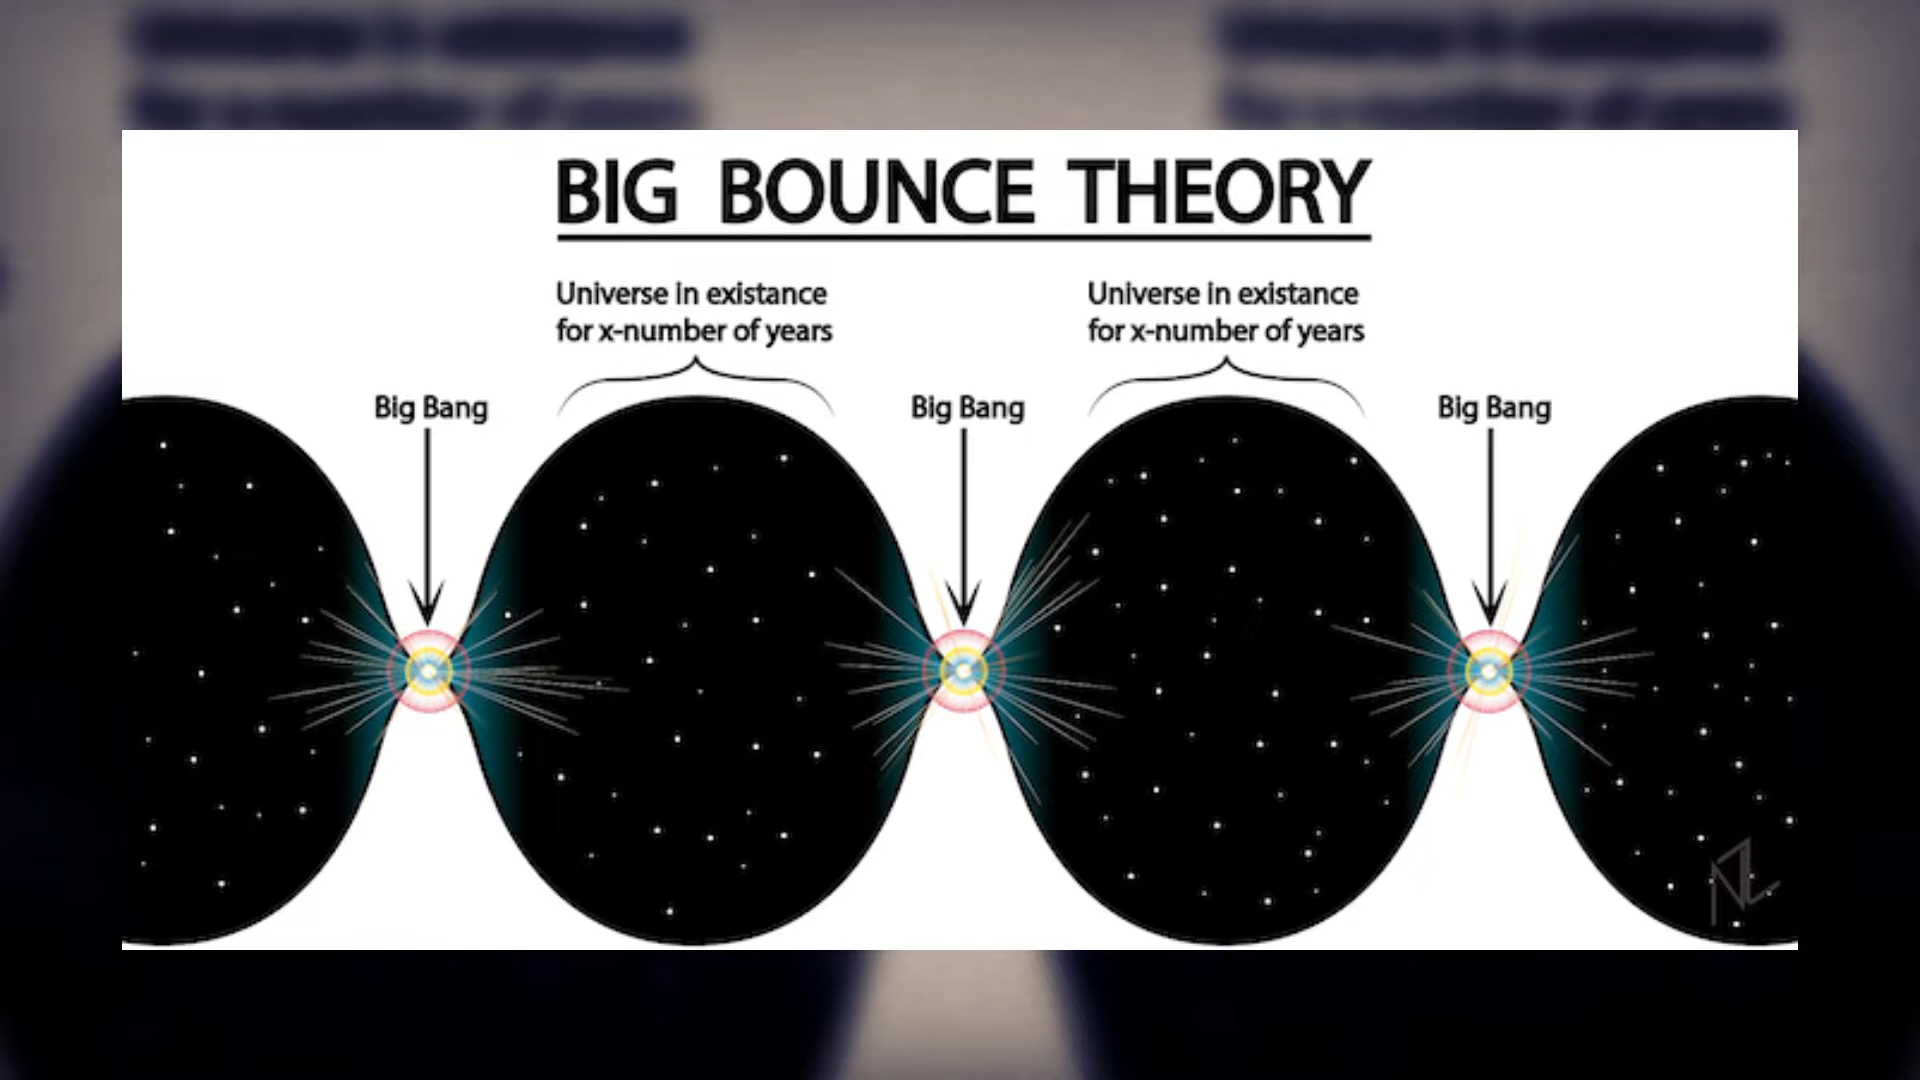 BIG BOUNCE THEORY
Universe in existance
for x-number of years
Universe in existance
for x-number of years
Big Bang
Big Bang
Big Bang